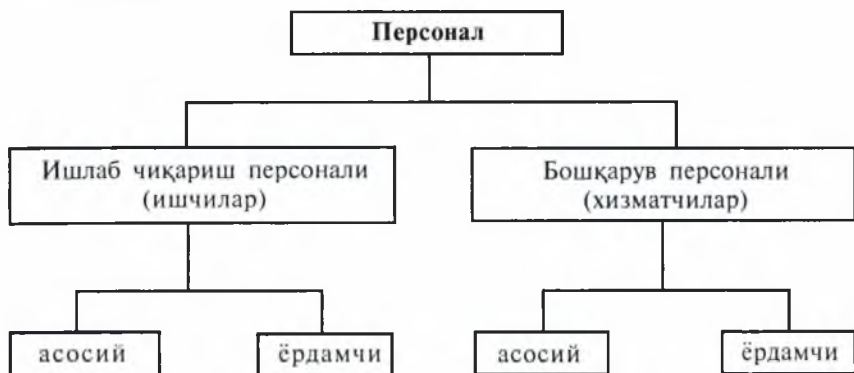 Персонал
Ишлаб чиқариш персонали
(ишчилар)
Бошқарув персонали
(хизматчилар)
асосий
ёрдамчи
асосий
ёрдамчи